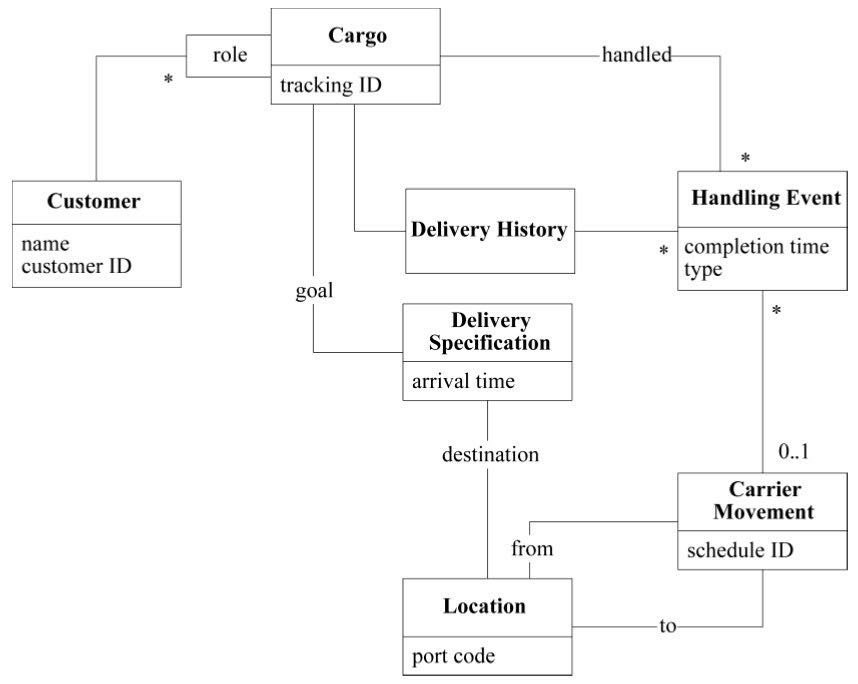 Cargo
role
handled
tracking ID
*
*
Customer
name
customer ID
Delivery History
Handling Event
*
completion time
type
goal
*
Delivery
Specification
arrival time
destination
0..1
Carrier
Movement
schedule ID
from
Location
to
port code